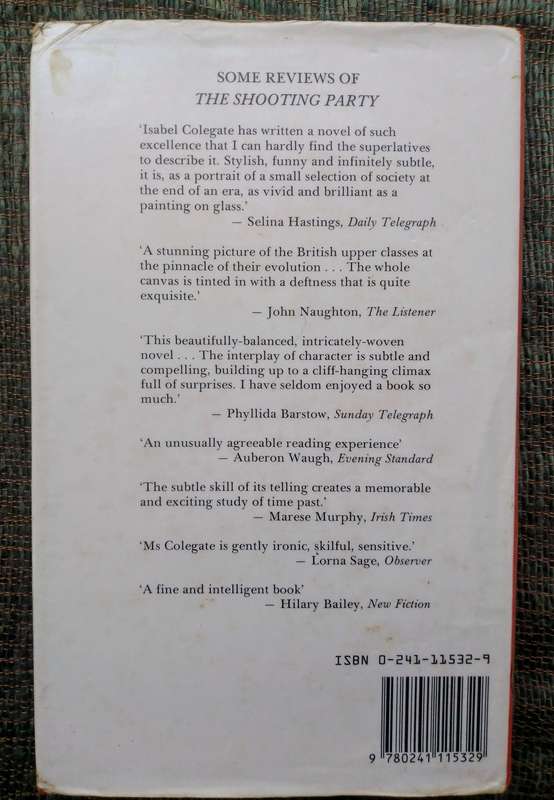 SOME REVIEWS OF
THE SHOOTING PARTY
'Isabel Colegate has written a novel of such
excellence that I can hardly find the superlatives
to describe it. Stylish, funny and infinitely subtle,
it is, as a portrait of a small selection of society at
the end of an era, as vivid and brilliant as a
painting on glass.'
— Selina Hastings, Daily Telegraph
'A stunning picture of the British upper classes at
the pinnacle of their evolution . . . The whole
canvas is tinted in with a deftness that is quite
exquisite.'
— John Naughton, The Listener
'This beautifully-balanced, intricately-woven
novel . . . The interplay of character is subtle and
compelling, building up to a cliff-hanging climax
full of surprises. I have seldom enjoyed a book so
much.'
— Phyllida Barstow, Sunday Telegraph
'An unusually agreeable reading experience'
— Auberon Waugh, Evening Standard
'The subtle skill of its telling creates a memorable
and exciting study of time past.'
— Marese Murphy, Irish Times
'Ms Colegate is gently ironic, skilful, sensitive.'
— Lorna Sage, Observer
'A fine and intelligent book'
— Hilary Bailey, New Fiction
ISBN 0-241-11532-9
9 780241 115329